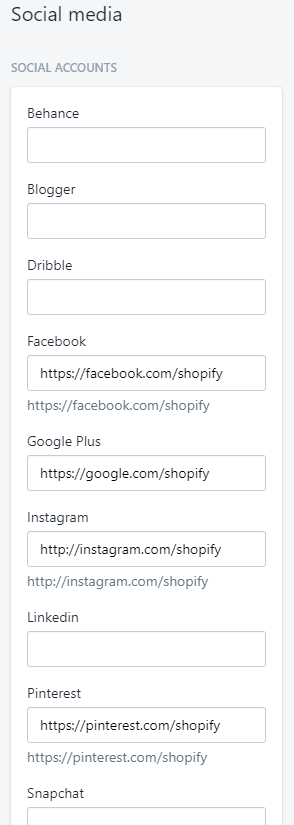 Social media
SOCIAL ACCOUNTS
Behance
Blogger
Dribble
Facebook
https://facebook.com/shopify
https://facebook.com/shopify
Google Plus
https://google.com/shopify
Instagram
http://instagram.com/shopify
http://instagram.com/shopify
Linkedin
Pinterest
https://pinterest.com/shopify
https://pinterest.com/shopify
Snapchat